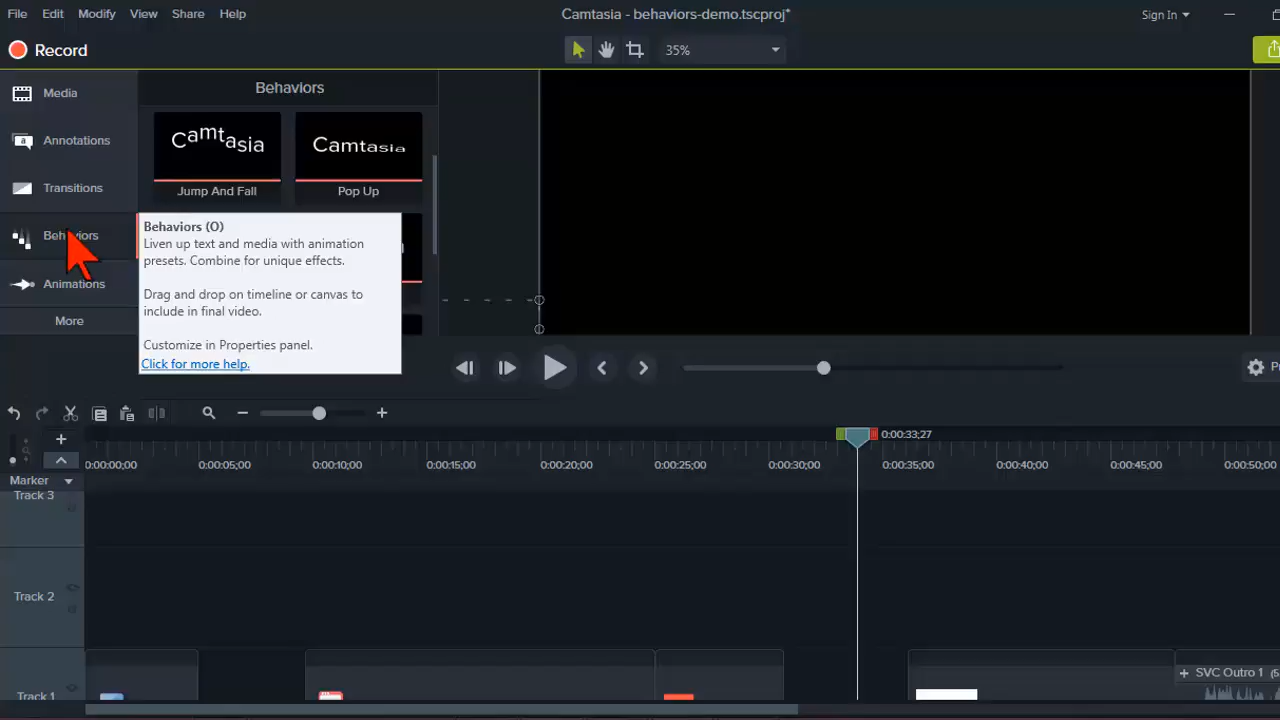 File Edit Modify View Share Help
Camtasia - behaviors-demo.tscproj*
Sign In
Record
35%
Media
Annotations
Transitions
Behaviors
Animations
More
Behaviors
Camtasia
Jump And Fall
Camtasia
Pop Up
Behaviors (O)
Liven up text and media with animation
presets. Combine for unique effects.
Drag and drop on timeline or canvas to
include in final video.
Customize in Properties panel.
Click for more help.
0:00:33;27
0:00:00;00 0:00:05;00 0:00:10;00 0:00:15;00 0:00:20;00 0:00:25;00 0:00:30;00 0:00:35;00 0:00:40;00 0:00:45;00 0:00:50;00
Marker
Track 3
Track 2
Track 1
SVC Outro 1 (5